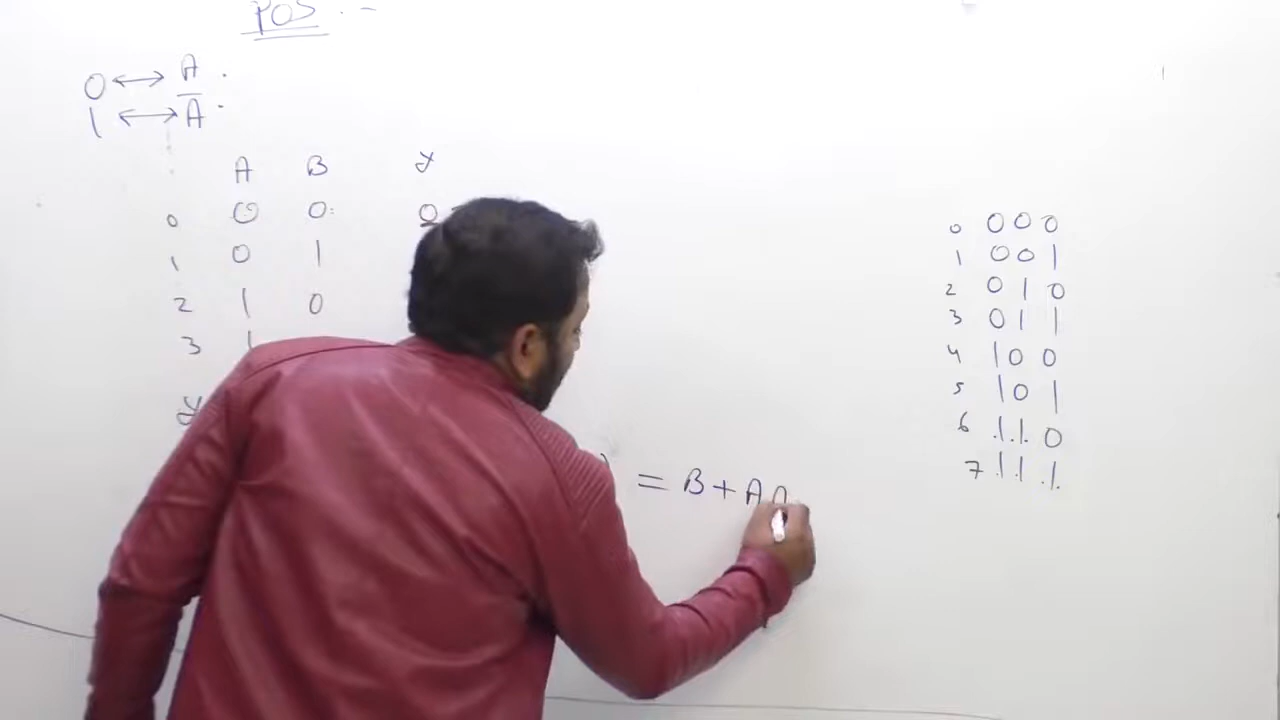 POS :-
0 ↔ A
1 ↔ A̅
A B Y
0 0 0 0
1 0 1
2 1 0
3 1
Y
) = B + A
0 0 0 0
1 0 0 1
2 0 1 0
3 0 1 1
4 1 0 0
5 1 0 1
6 1 1 0
7 1 1 1